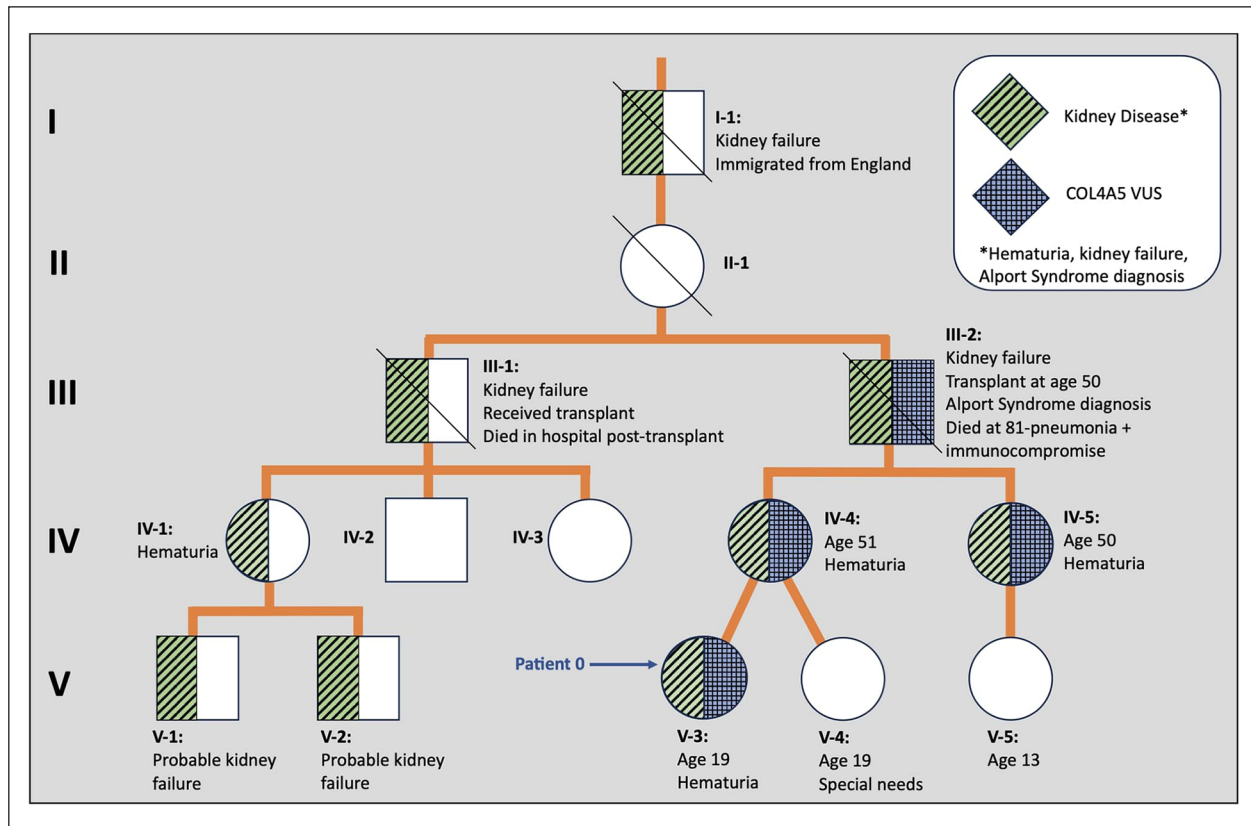 I
I-1:
Kidney failure
Immigrated from England
Kidney Disease*
COL4A5 VUS
*Hematuria, kidney failure,
Alport Syndrome diagnosis
II
II-1
III
III-1:
Kidney failure
Received transplant
Died in hospital post-transplant
III-2:
Kidney failure
Transplant at age 50
Alport Syndrome diagnosis
Died at 81-pneumonia +
immunocompromise
IV
IV-1:
Hematuria
IV-2
IV-3
IV-4:
Age 51
Hematuria
IV-5:
Age 50
Hematuria
V
Patient 0
V-1:
Probable kidney
failure
V-2:
Probable kidney
failure
V-3:
Age 19
Hematuria
V-4:
Age 19
Special needs
V-5:
Age 13